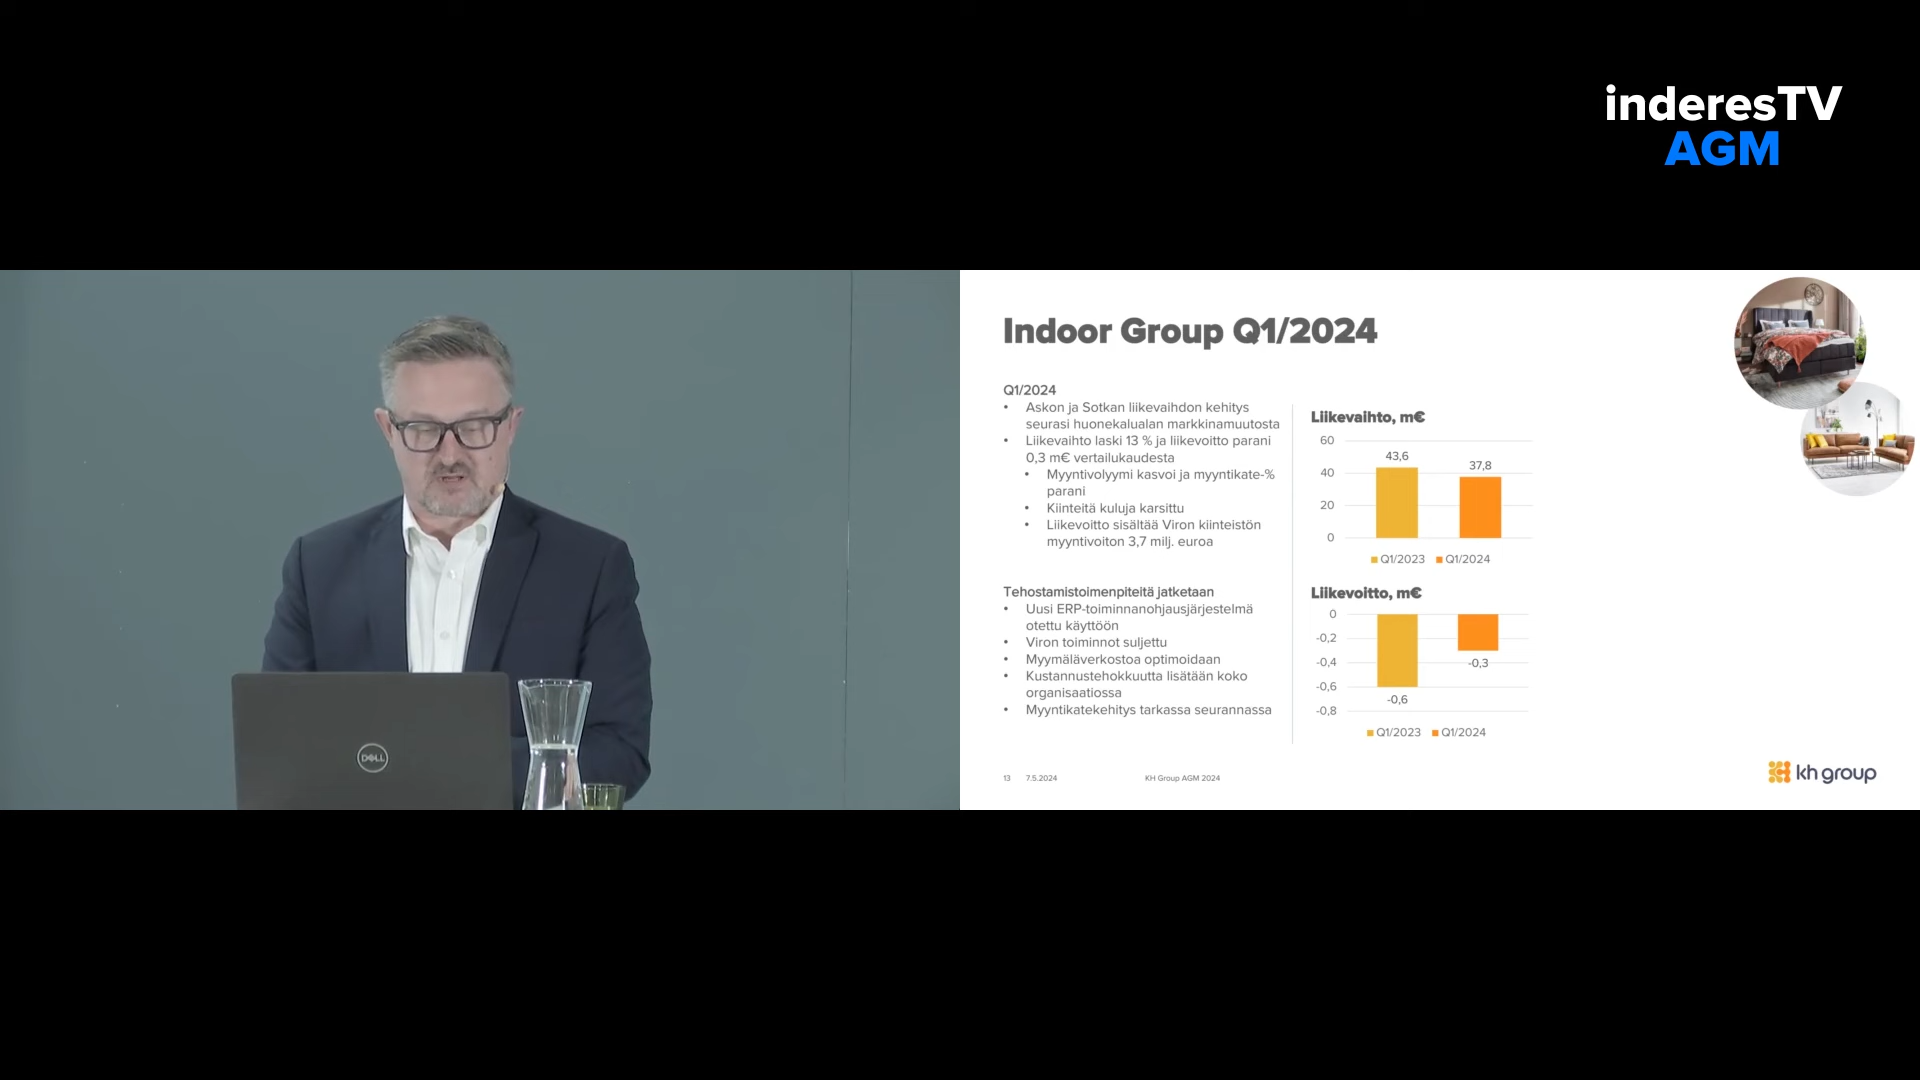 inderesTV
AGM
Indoor Group Q1/2024
Q1/2024
• Askon ja Sotkan liikevaihdon kehitys
seurasi huonekalualan markkinamuutosta
• Liikevaihto laski 13 % ja liikevoitto parani
0,3 m€ vertailukaudesta
• Myyntivolyymi kasvoi ja myyntikate-%
parani
• Kiinteitä kuluja karsittu
• Liikevoitto sisältää Viron kiinteistön
myyntivoiton 3,7 milj. euroa
Tehostamistoimenpiteitä jatketaan
• Uusi ERP-toiminnanohjausjärjestelmä
otettu käyttöön
• Viron toiminnot suljettu
• Myymäläverkostoa optimoidaan
• Kustannustehokkuutta lisätään koko
organisaatiossa
• Myyntikatekehitys tarkassa seurannassa
Liikevaihto, m€
60
43,6
37,8
40
20
0
Q1/2023 Q1/2024
Liikevoitto, m€
0
-0,2
-0,4
-0,3
-0,6
-0,6
-0,8
Q1/2023 Q1/2024
13 7.5.2024 KH Group AGM 2024
kh group
DELL